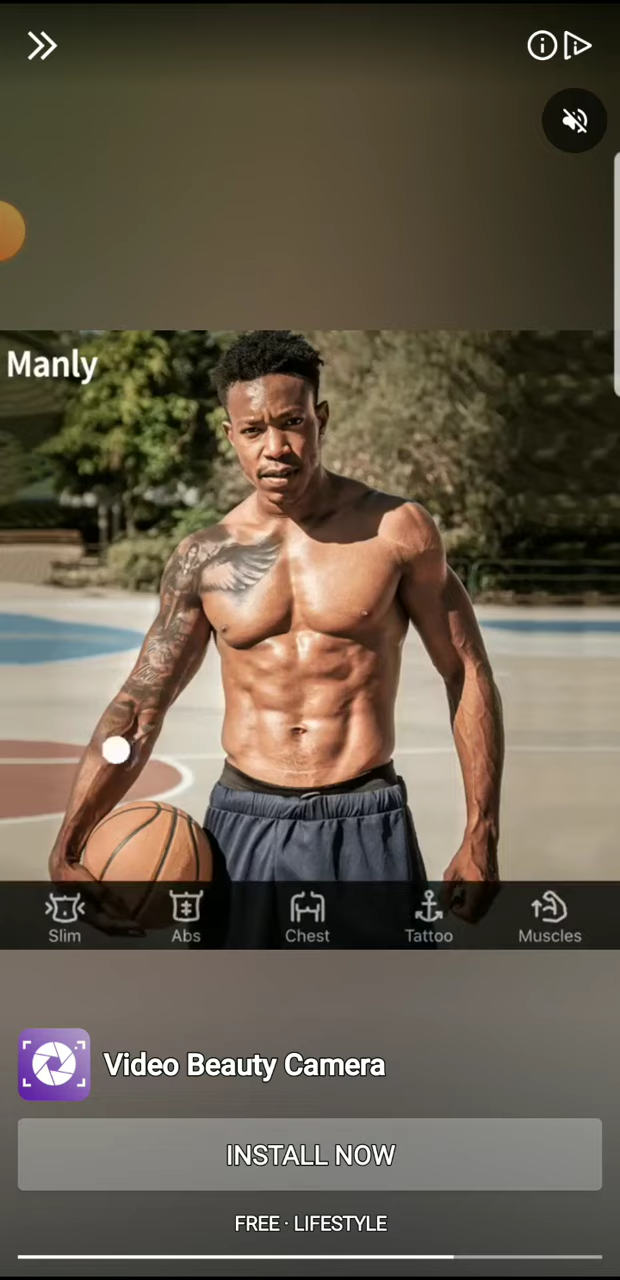 Manly
Slim
Abs
Chest
Tattoo
Muscles
Video Beauty Camera
INSTALL NOW
FREE · LIFESTYLE